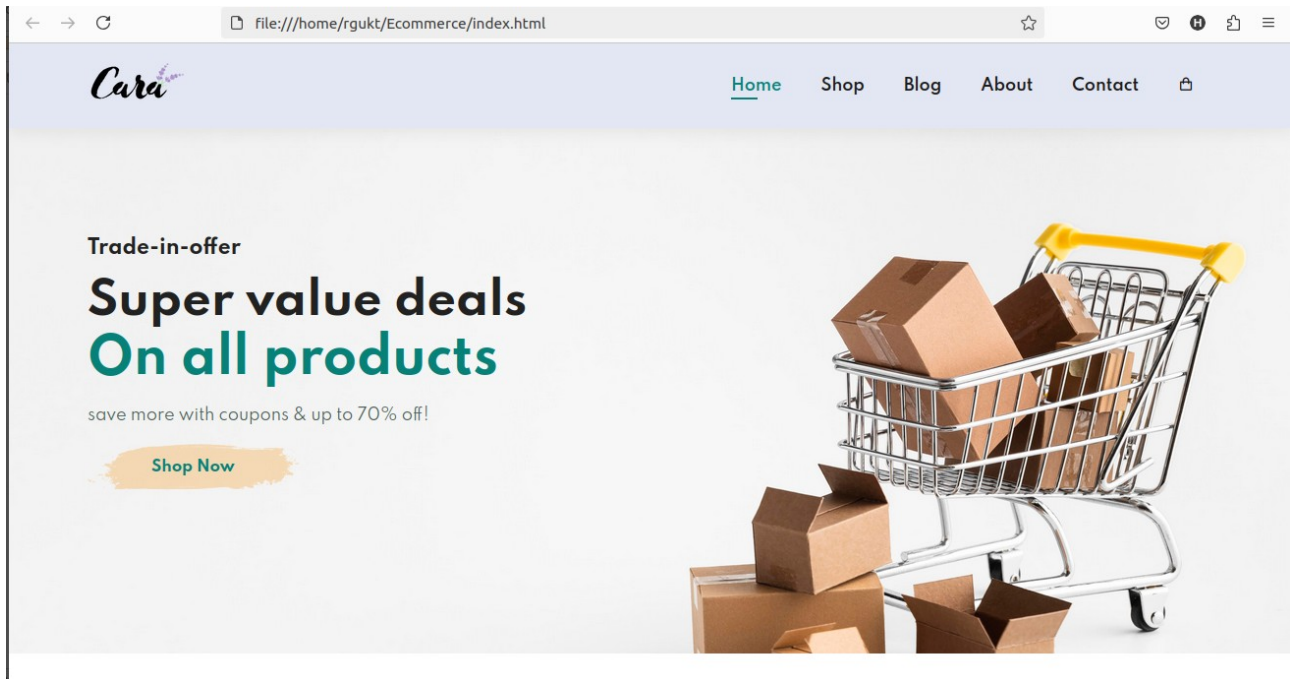 file:///home/rgukt/Ecommerce/index.html
Cara
Home Shop Blog About Contact
Trade-in-offer
Super value deals
On all products
save more with coupons & up to 70% off!
Shop Now